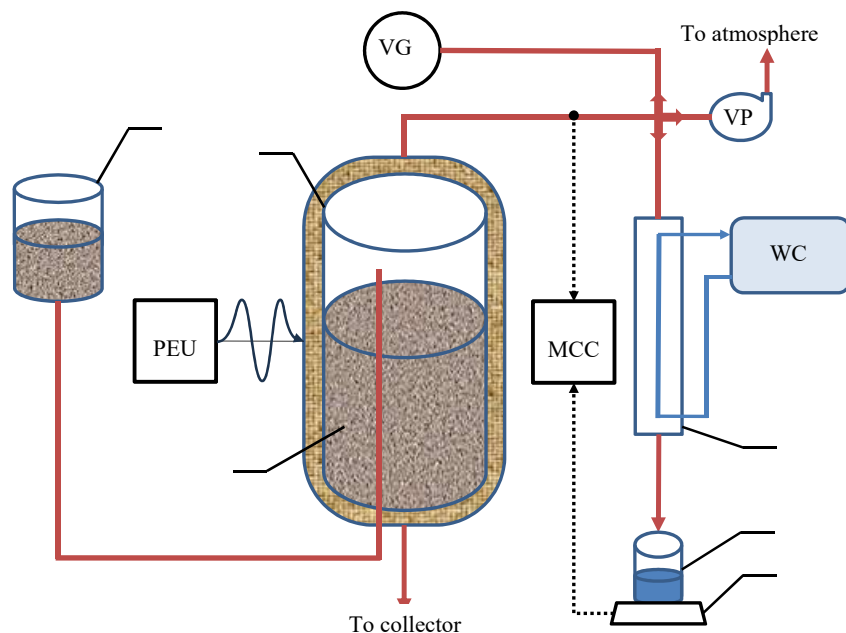 VG
To atmosphere
VP
WC
PEU
MCC
To collector